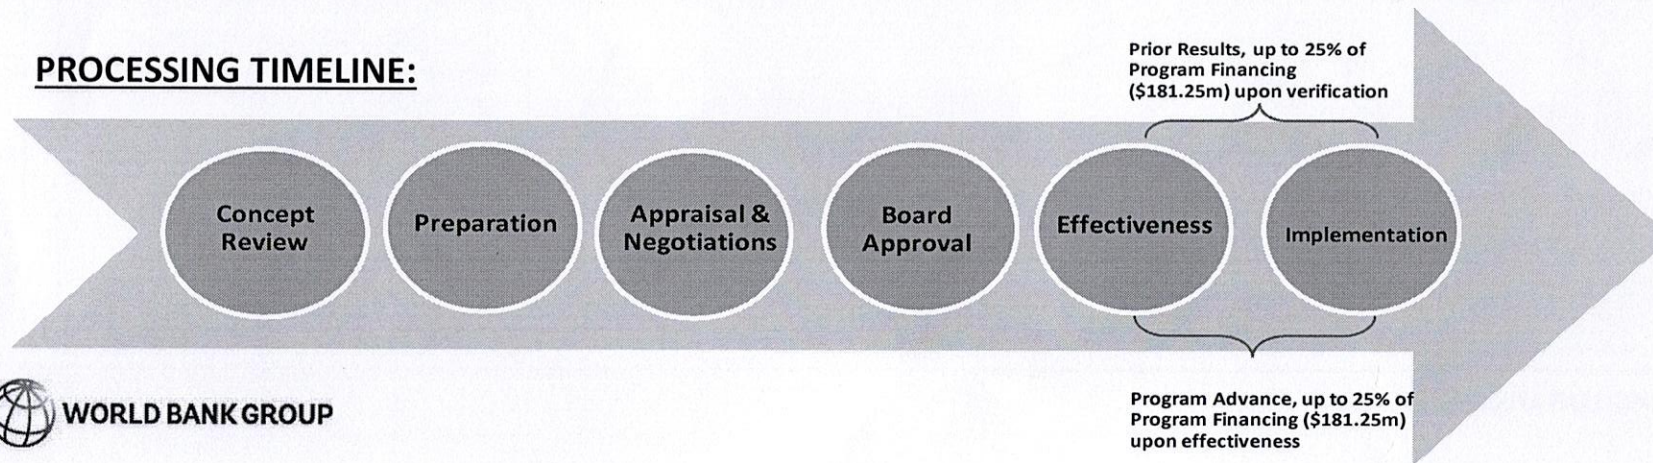 PROCESSING TIMELINE:
Prior Results, up to 25% of
Program Financing
($181.25m) upon verification
Concept
Review
Preparation
Appraisal &
Negotiations
Board
Approval
Effectiveness
Implementation
Program Advance, up to 25% of
Program Financing ($181.25m)
upon effectiveness
WORLD BANK GROUP